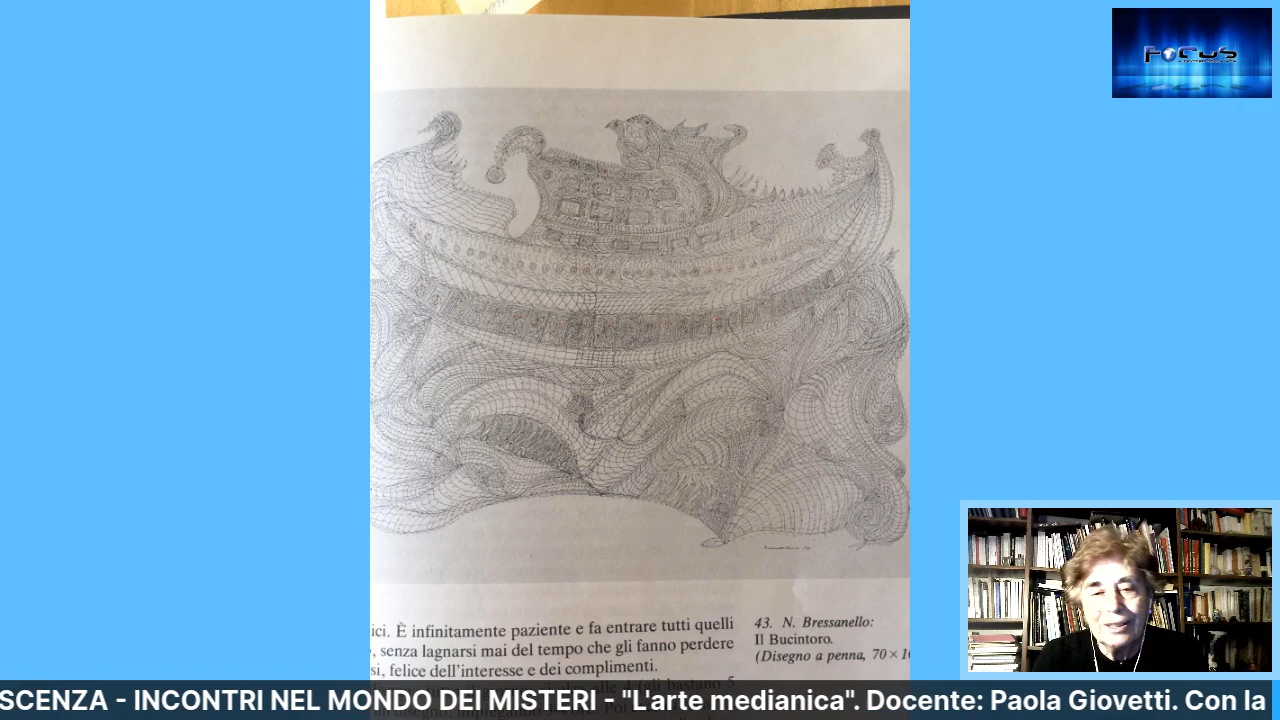 FOCUS
ici. È infinitamente paziente e fa entrare tutti quelli
, senza lagnarsi mai del tempo che gli fanno perdere
si, felice dell'interesse e dei complimenti.
43. N. Bressanello:
Il Bucintoro.
(Disegno a penna, 70×1
SCENZA - INCONTRI NEL MONDO DEI MISTERI - "L'arte medianica". Docente: Paola Giovetti. Con la